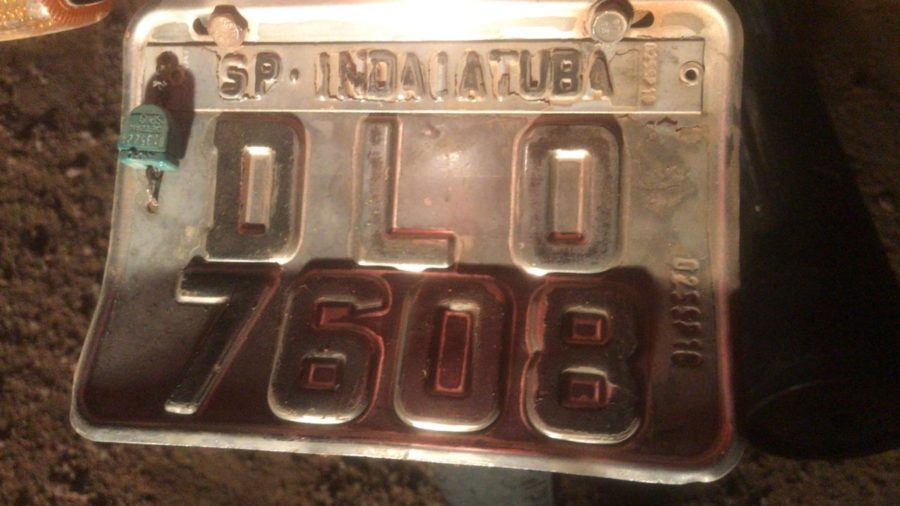 SP · INDAIATUBA
DLO
7608